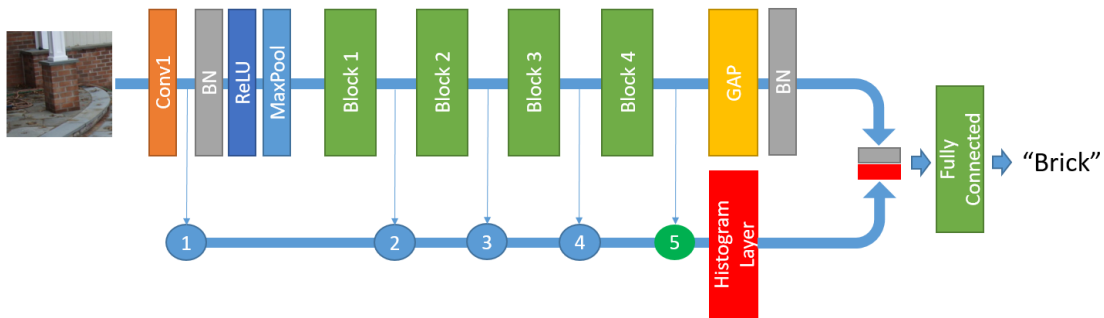 Conv1
BN
ReLU
MaxPool
Block 1
Block 2
Block 3
Block 4
GAP
BN
1
2
3
4
5
Histogram
Layer
Fully
Connected
“Brick”